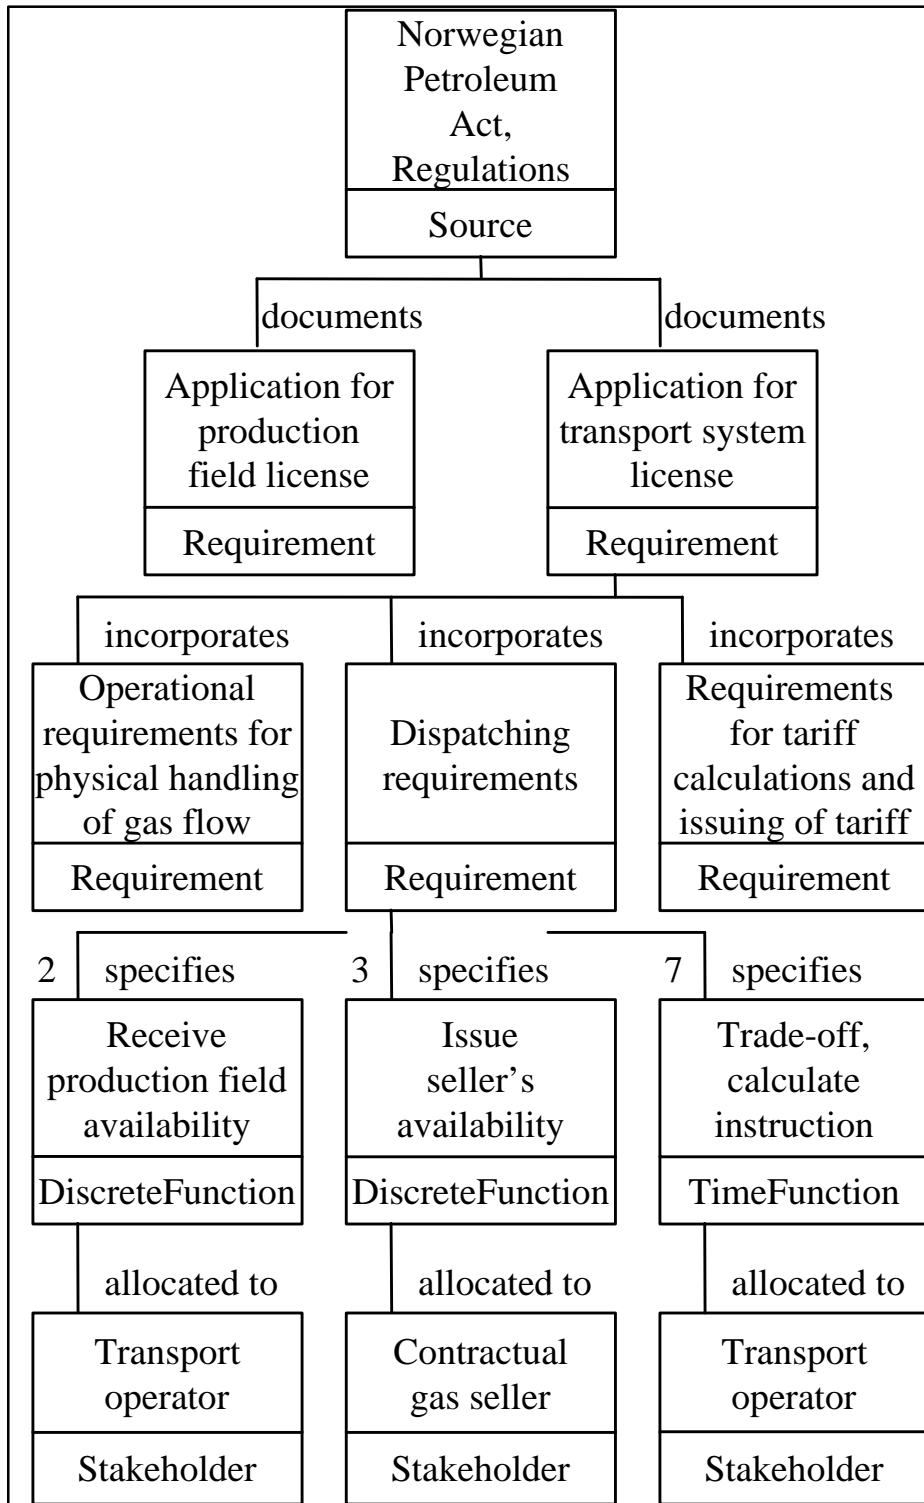 Norwegian
Petroleum
Act,
Regulations
Source
documents
documents
Application for
production
field license
Requirement
Application for
transport system
license
Requirement
incorporates
incorporates
incorporates
Operational
requirements for
physical handling
of gas flow
Requirement
Dispatching
requirements
Requirement
Requirements
for tariff
calculations and
issuing of tariff
Requirement
2 specifies
3 specifies
7 specifies
Receive
production field
availability
DiscreteFunction
Issue
seller’s
availability
DiscreteFunction
Trade-off,
calculate
instruction
TimeFunction
allocated to
allocated to
allocated to
Transport
operator
Stakeholder
Contractual
gas seller
Stakeholder
Transport
operator
Stakeholder